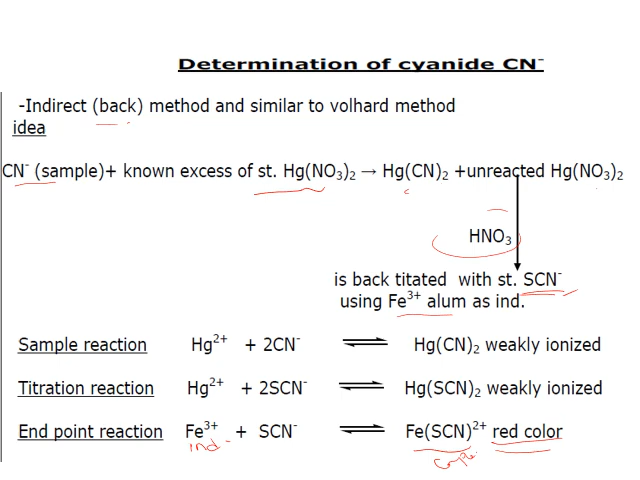 Determination of cyanide CN⁻
-Indirect (back) method and similar to volhard method
idea
CN⁻ (sample)+ known excess of st. Hg(NO₃)₂ → Hg(CN)₂ +unreacted Hg(NO₃)₂
HNO₃
is back titated with st. SCN⁻
using Fe³⁺ alum as ind.
Sample reaction Hg²⁺ + 2CN⁻ ⇌ Hg(CN)₂ weakly ionized
Titration reaction Hg²⁺ + 2SCN⁻ ⇌ Hg(SCN)₂ weakly ionized
End point reaction Fe³⁺ + SCN⁻ ⇌ Fe(SCN)²⁺ red color
ind